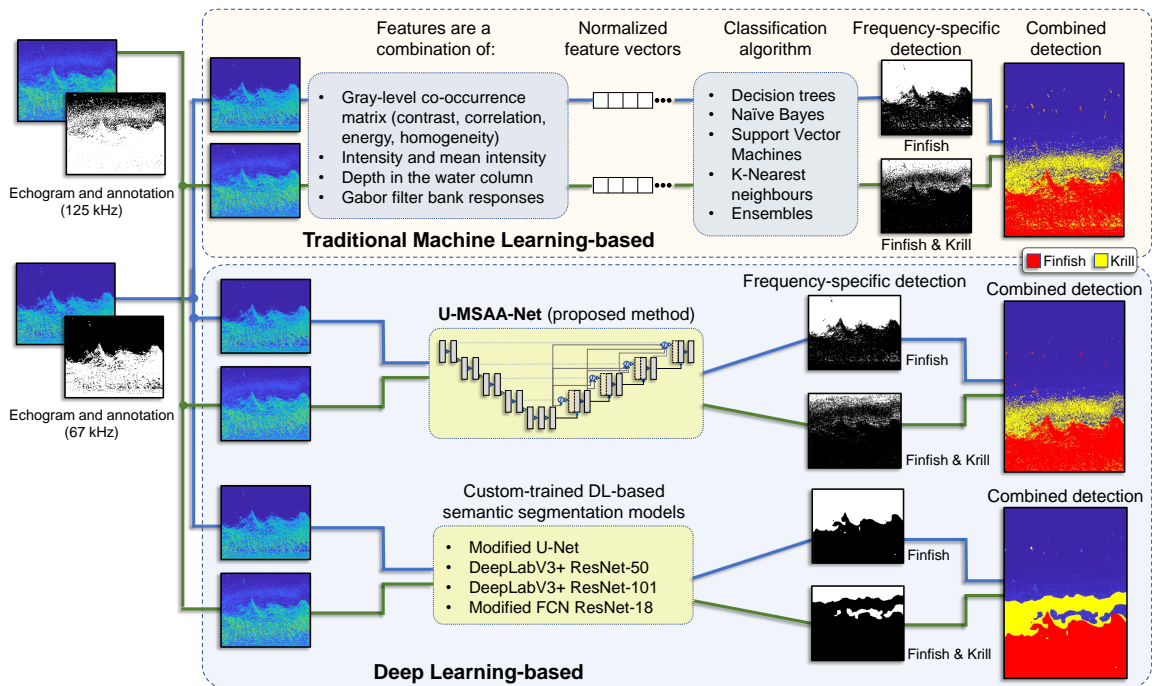 Features are a
combination of:
Normalized
feature vectors
Classification
algorithm
Frequency-specific
detection
Combined
detection
• Gray-level co-occurrence
matrix (contrast, correlation,
energy, homogeneity)
• Intensity and mean intensity
• Depth in the water column
• Gabor filter bank responses
• Decision trees
• Naïve Bayes
• Support Vector
Machines
• K-Nearest
neighbours
• Ensembles
Finfish
Finfish & Krill
Traditional Machine Learning-based
Echogram and annotation
(125 kHz)
Finfish
Krill
Echogram and annotation
(67 kHz)
U-MSAA-Net (proposed method)
Frequency-specific detection
Combined detection
Finfish
Finfish & Krill
Custom-trained DL-based
semantic segmentation models
• Modified U-Net
• DeepLabV3+ ResNet-50
• DeepLabV3+ ResNet-101
• Modified FCN ResNet-18
Combined detection
Finfish
Finfish & Krill
Deep Learning-based